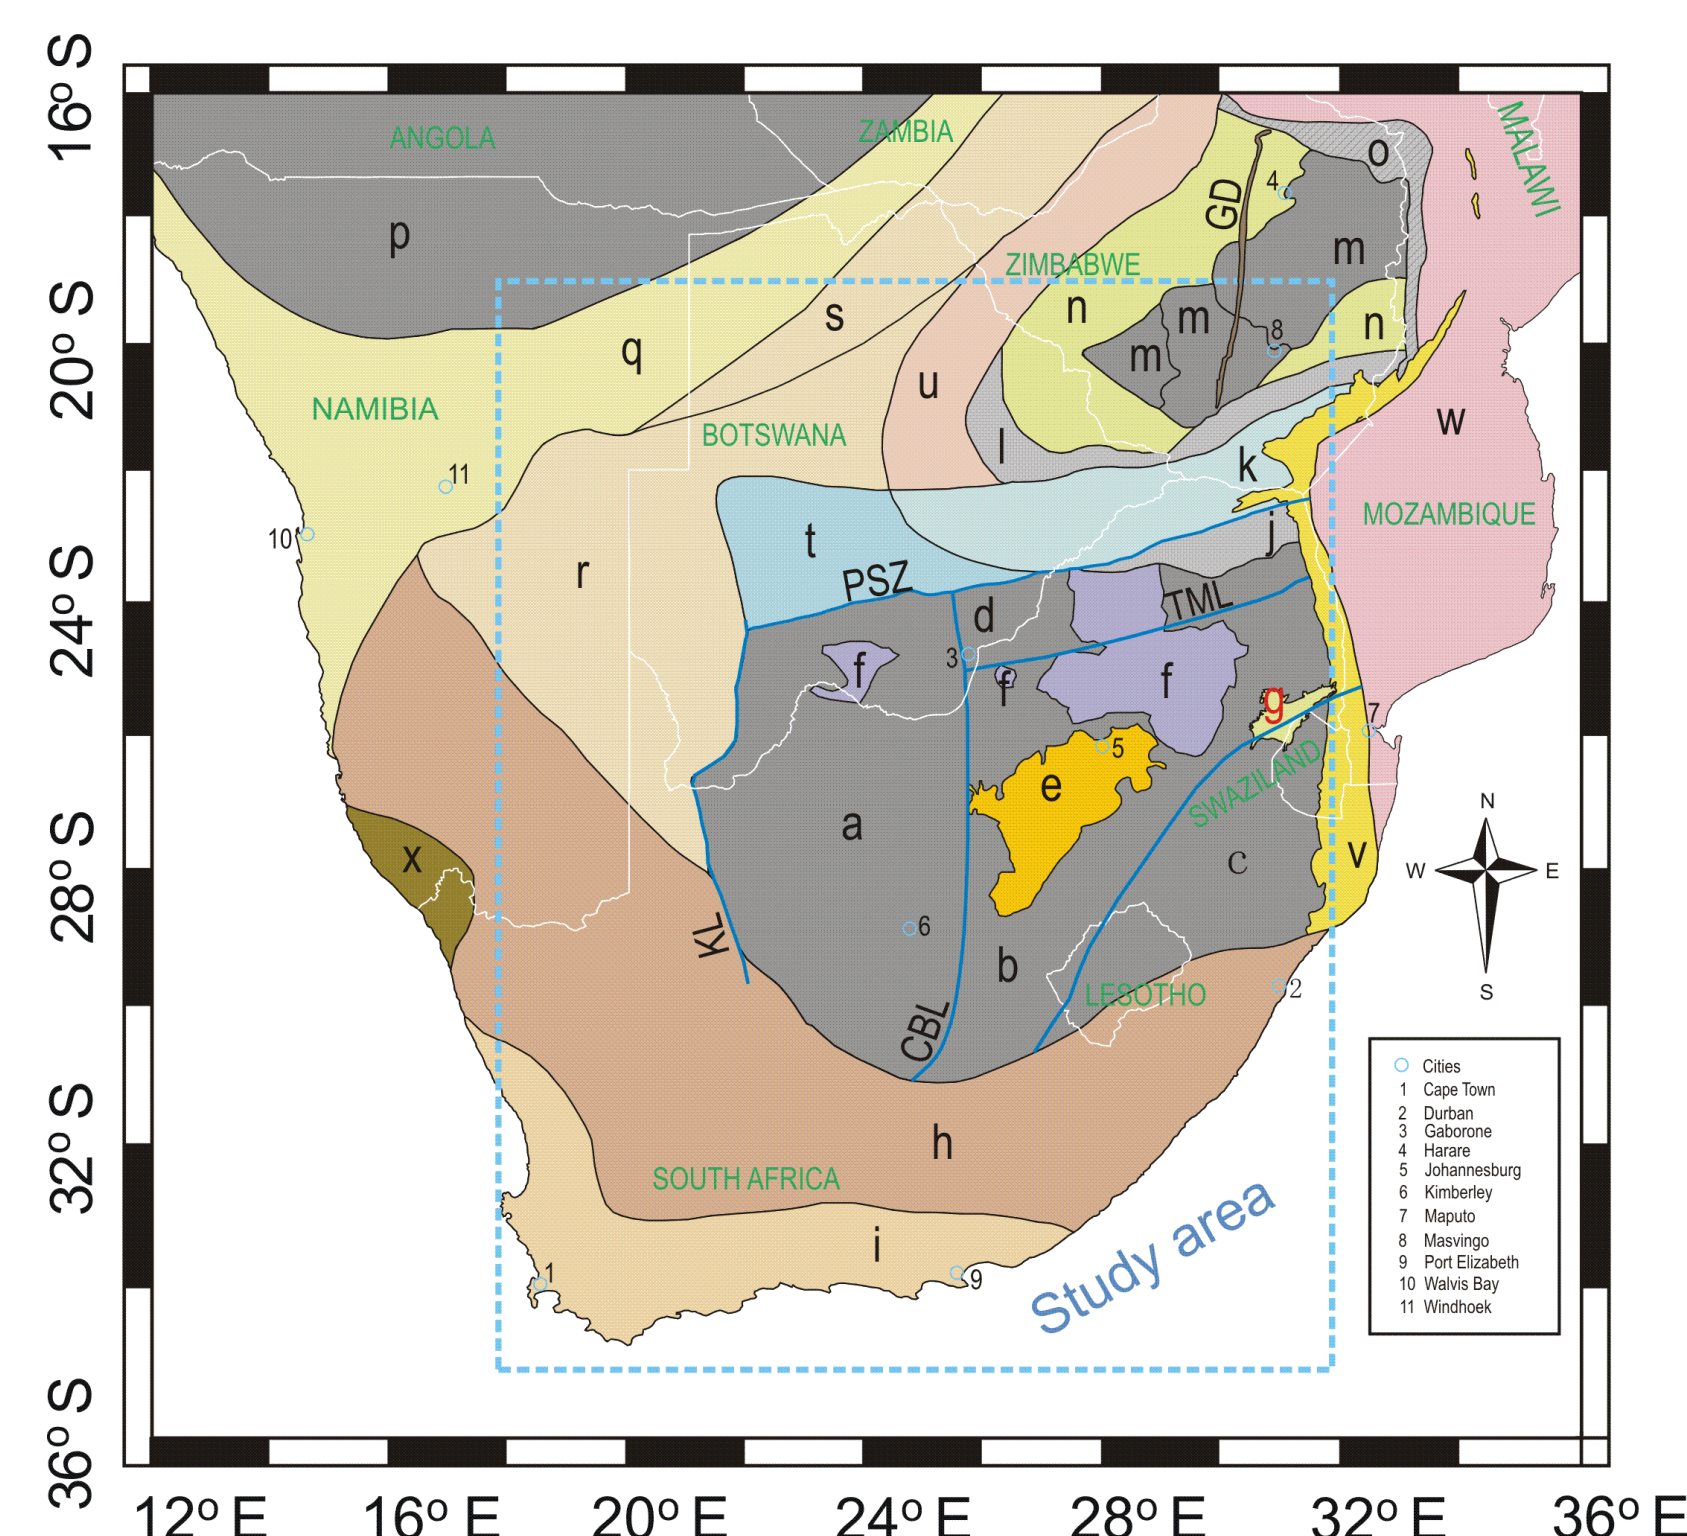 16° S
20° S
24° S
28° S
32° S
36° S
12° E
16° E
20° E
24° E
28° E
32° E
36° E
ANGOLA
ZAMBIA
MALAWI
ZIMBABWE
NAMIBIA
BOTSWANA
MOZAMBIQUE
SWAZILAND
LESOTHO
SOUTH AFRICA
p
q
s
r
u
n
m
m
m
n
o
GD
4
8
l
k
j
w
t
PSZ
TML
d
3
f
f
f
g
7
5
e
a
c
v
x
11
10
KL
6
b
CBL
2
h
i
1
9
Study area
N
W
E
S
Cities
1 Cape Town
2 Durban
3 Gaborone
4 Harare
5 Johannesburg
6 Kimberley
7 Maputo
8 Masvingo
9 Port Elizabeth
10 Walvis Bay
11 Windhoek